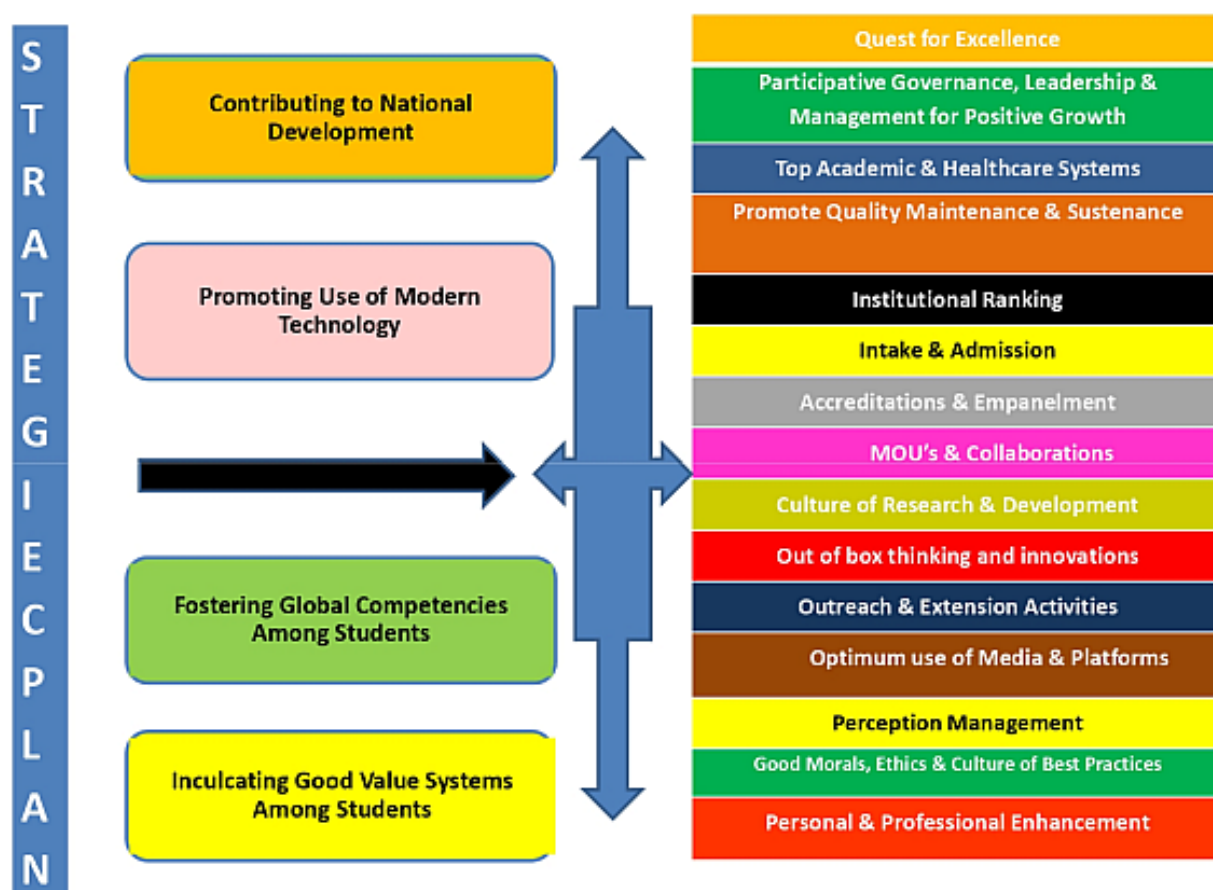 S
T
R
A
T
E
G
I
E
C
P
L
A
N
Contributing to National
Development
Promoting Use of Modern
Technology
Fostering Global Competencies
Among Students
Inculcating Good Value Systems
Among Students
Quest for Excellence
Participative Governance, Leadership &
Management for Positive Growth
Top Academic & Healthcare Systems
Promote Quality Maintenance & Sustenance
Institutional Ranking
Intake & Admission
Accreditations & Empanelment
MOU's & Collaborations
Culture of Research & Development
Out of box thinking and innovations
Outreach & Extension Activities
Optimum use of Media & Platforms
Perception Management
Good Morals, Ethics & Culture of Best Practices
Personal & Professional Enhancement